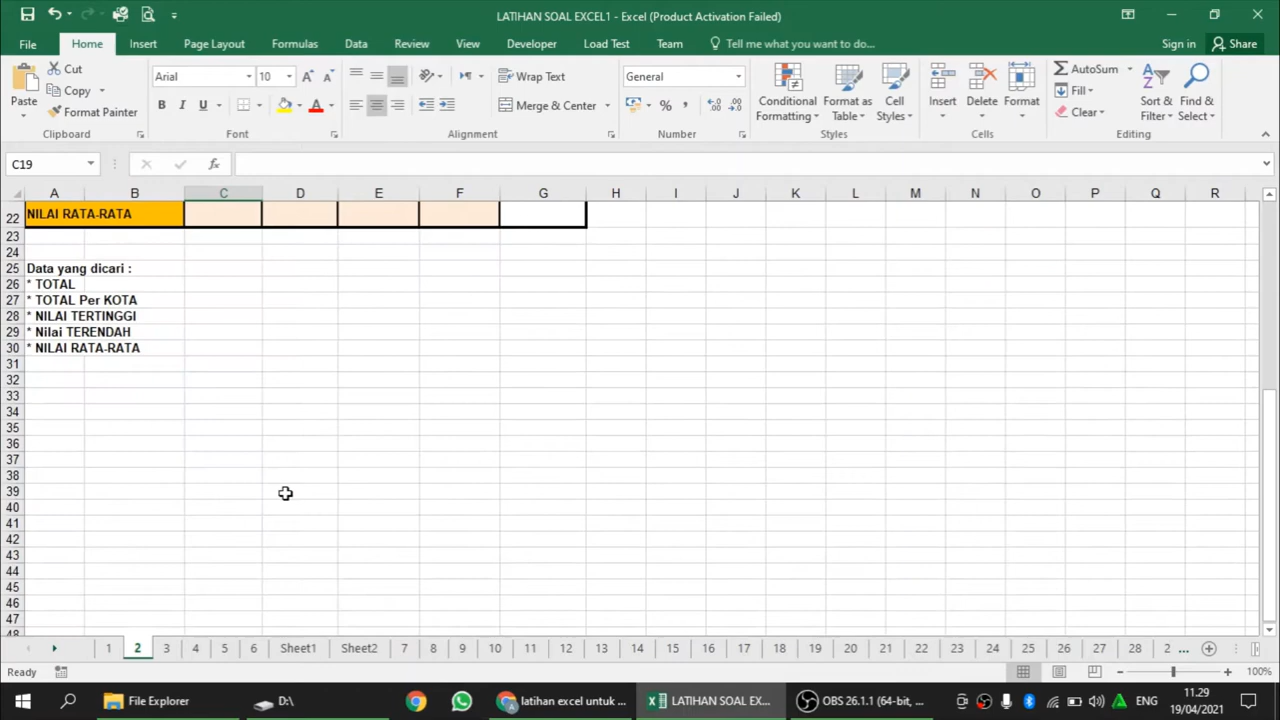 LATIHAN SOAL EXCEL1 - Excel (Product Activation Failed)
File Home Insert Page Layout Formulas Data Review View Developer Load Test Team Tell me what you want to do... Sign in Share
Paste Cut Copy Format Painter Clipboard
Arial 10 A A B I U A Font
Wrap Text Merge & Center Alignment
General % , Number
Conditional Formatting Format as Table Cell Styles Styles
Insert Delete Format Cells
AutoSum Fill Clear Sort & Filter Find & Select Editing
C19 fx
A B C D E F G H I J K L M N O P Q R
22 NILAI RATA-RATA
23
24
25 Data yang dicari :
26 * TOTAL
27 * TOTAL Per KOTA
28 * NILAI TERTINGGI
29 * Nilai TERENDAH
30 * NILAI RATA-RATA
31
32
33
34
35
36
37
38
39
40
41
42
43
44
45
46
47
48
1 2 3 4 5 6 Sheet1 Sheet2 7 8 9 10 11 12 13 14 15 16 17 18 19 20 21 22 23 24 25 26 27 28 2 ...
Ready 100%
File Explorer D:\ latihan excel untuk ... LATIHAN SOAL EXC... OBS 26.1.1 (64-bit, ... ENG 11.29
19/04/2021